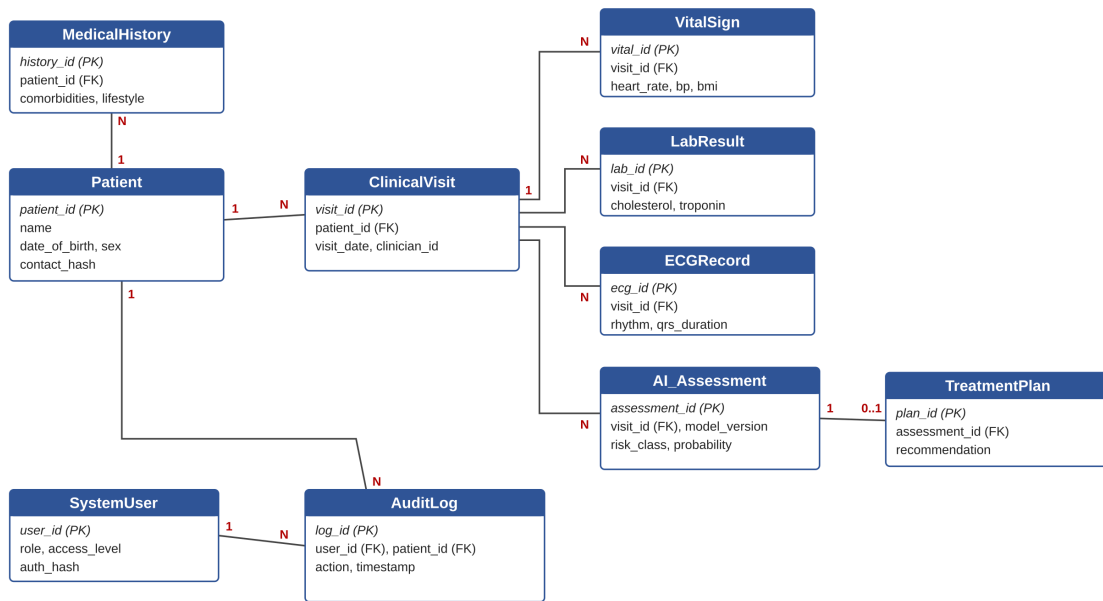 MedicalHistory
history_id (PK)
patient_id (FK)
comorbidities, lifestyle
N
1
Patient
patient_id (PK)
name
date_of_birth, sex
contact_hash
1
N
1
ClinicalVisit
visit_id (PK)
patient_id (FK)
visit_date, clinician_id
1
N
VitalSign
vital_id (PK)
visit_id (FK)
heart_rate, bp, bmi
N
LabResult
lab_id (PK)
visit_id (FK)
cholesterol, troponin
N
ECGRecord
ecg_id (PK)
visit_id (FK)
rhythm, qrs_duration
N
AI_Assessment
assessment_id (PK)
visit_id (FK), model_version
risk_class, probability
1
0..1
TreatmentPlan
plan_id (PK)
assessment_id (FK)
recommendation
SystemUser
user_id (PK)
role, access_level
auth_hash
1
N
N
AuditLog
log_id (PK)
user_id (FK), patient_id (FK)
action, timestamp